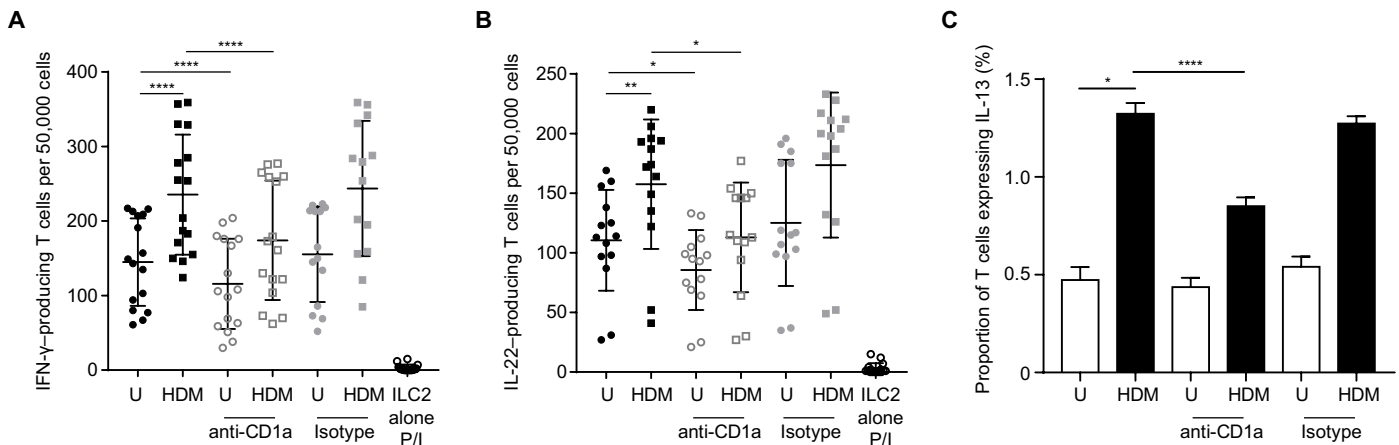 A
IFN-γ–producing T cells per 50,000 cells
400
300
200
100
0
****
****
****
U HDM U HDM U HDM ILC2
alone
P/I
anti-CD1a Isotype
B
IL-22–producing T cells per 50,000 cells
250
200
150
100
50
0
*
*
**
U HDM U HDM U HDM ILC2
alone
P/I
anti-CD1a Isotype
C
Proportion of T cells expressing IL-13 (%)
1.5
1.0
0.5
0
* ****
U HDM U HDM U HDM
anti-CD1a Isotype